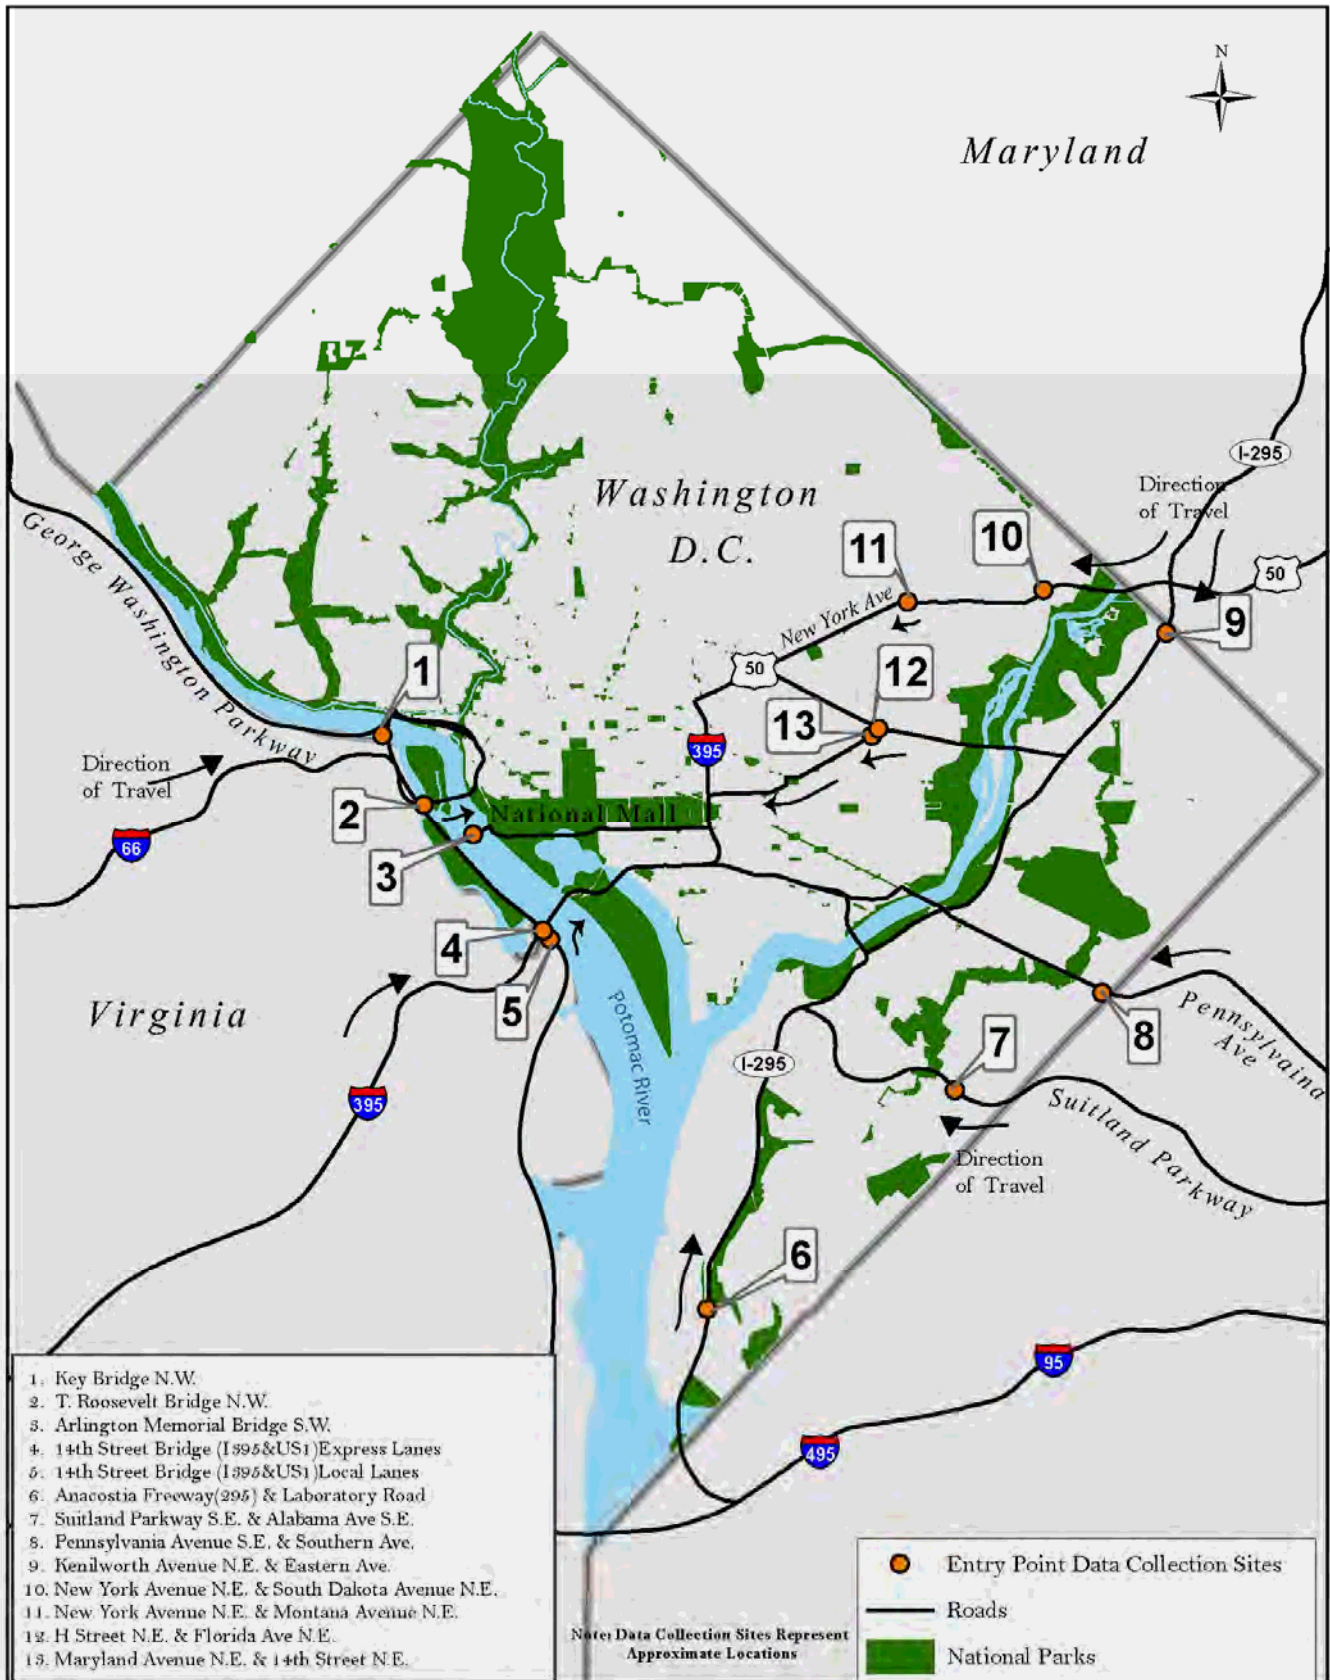 N
Maryland
I-295
Direction
of Travel
50
Washington
D.C.
10
11
9
George Washington Parkway
New York Ave
50
12
1
13
395
Direction
of Travel
2
National Mall
66
3
4
5
Virginia
Potomac River
8
Pennsylvaina
Ave
7
I-295
395
Suitland Parkway
Direction
of Travel
6
95
495
1. Key Bridge N.W.
2. T. Roosevelt Bridge N.W.
3. Arlington Memorial Bridge S.W.
4. 14th Street Bridge (I395&US1)Express Lanes
5. 14th Street Bridge (I395&US1)Local Lanes
6. Anacostia Freeway(295) & Laboratory Road
7. Suitland Parkway S.E. & Alabama Ave S.E.
8. Pennsylvania Avenue S.E. & Southern Ave.
9. Kenilworth Avenue N.E. & Eastern Ave.
10. New York Avenue N.E. & South Dakota Avenue N.E.
11. New York Avenue N.E. & Montana Avenue N.E.
12. H Street N.E. & Florida Ave N.E.
13. Maryland Avenue N.E. & 14th Street N.E.
Note: Data Collection Sites Represent
Approximate Locations
Entry Point Data Collection Sites
Roads
National Parks